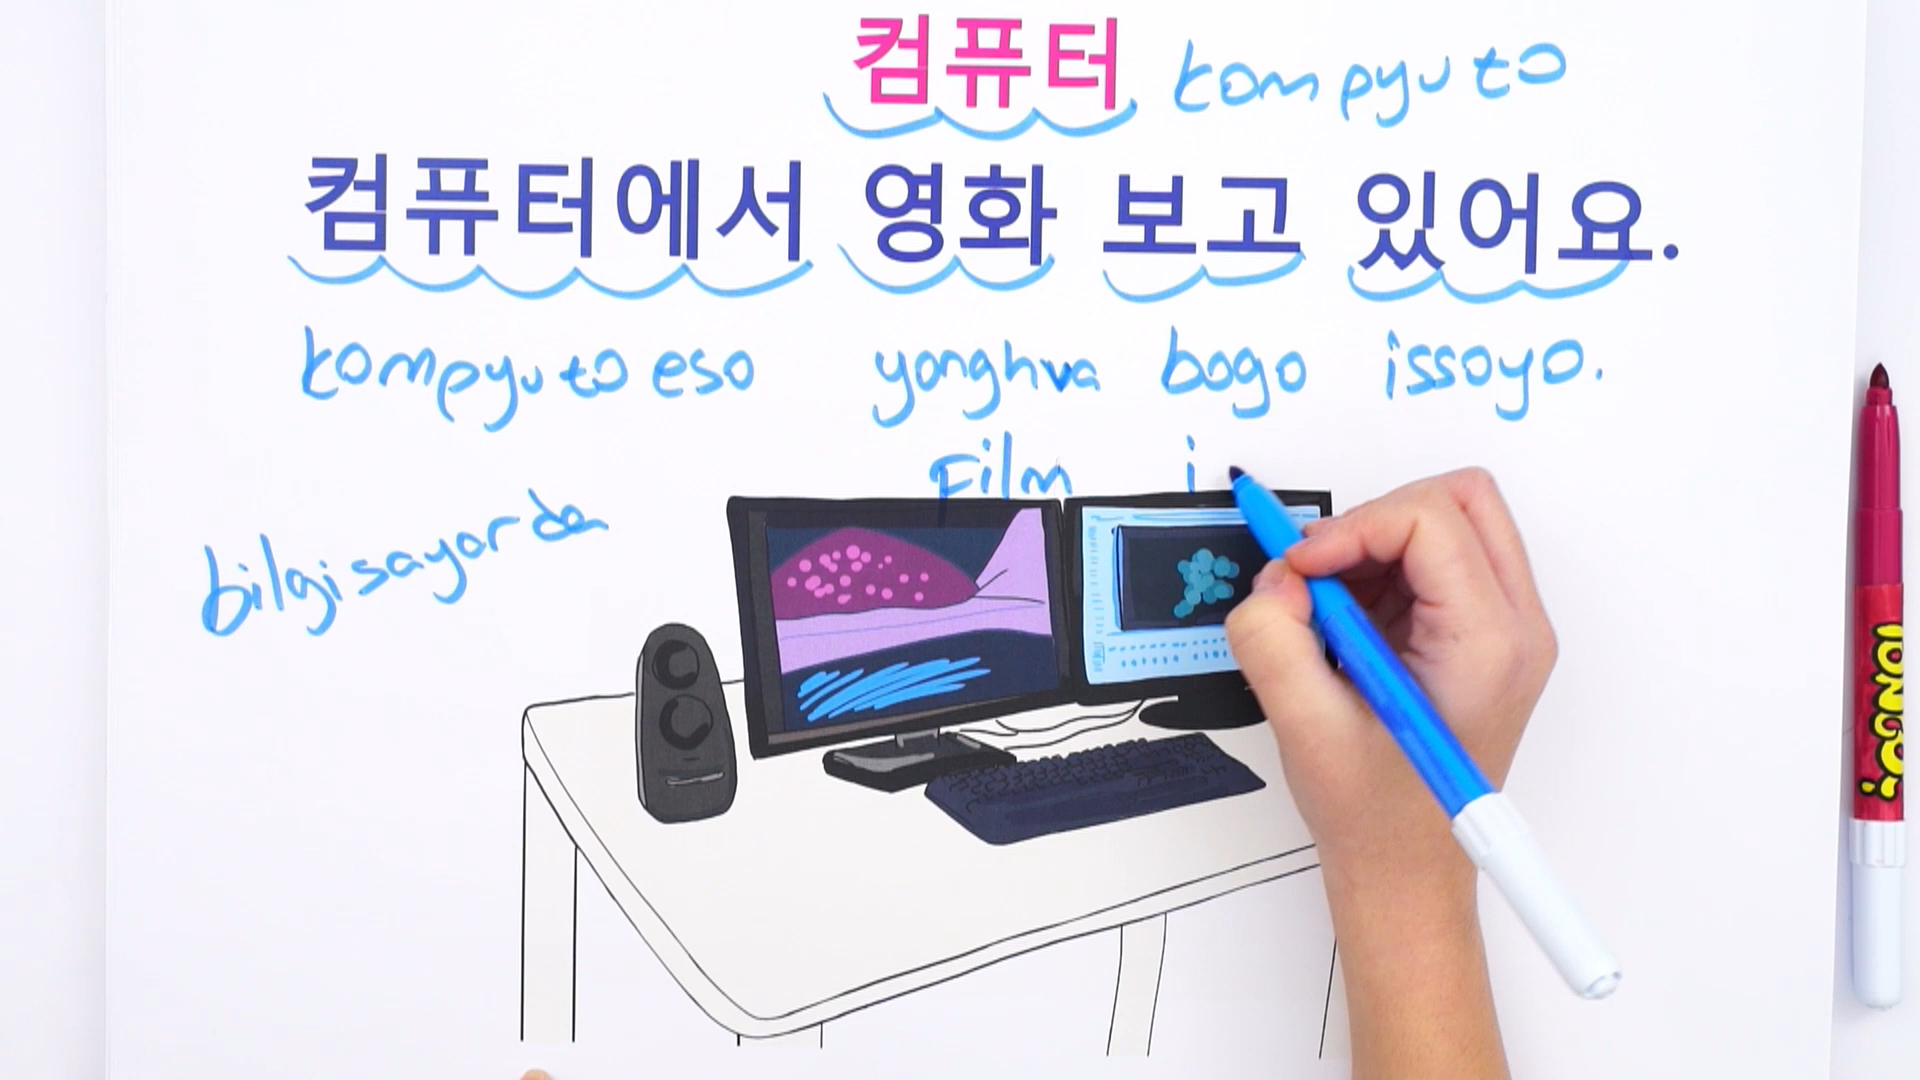 컴퓨터 kompyuto
컴퓨터에서 영화 보고 있어요.
kompyuto eso yonghwa bogo issoyo.
Film i
bilgisayarda